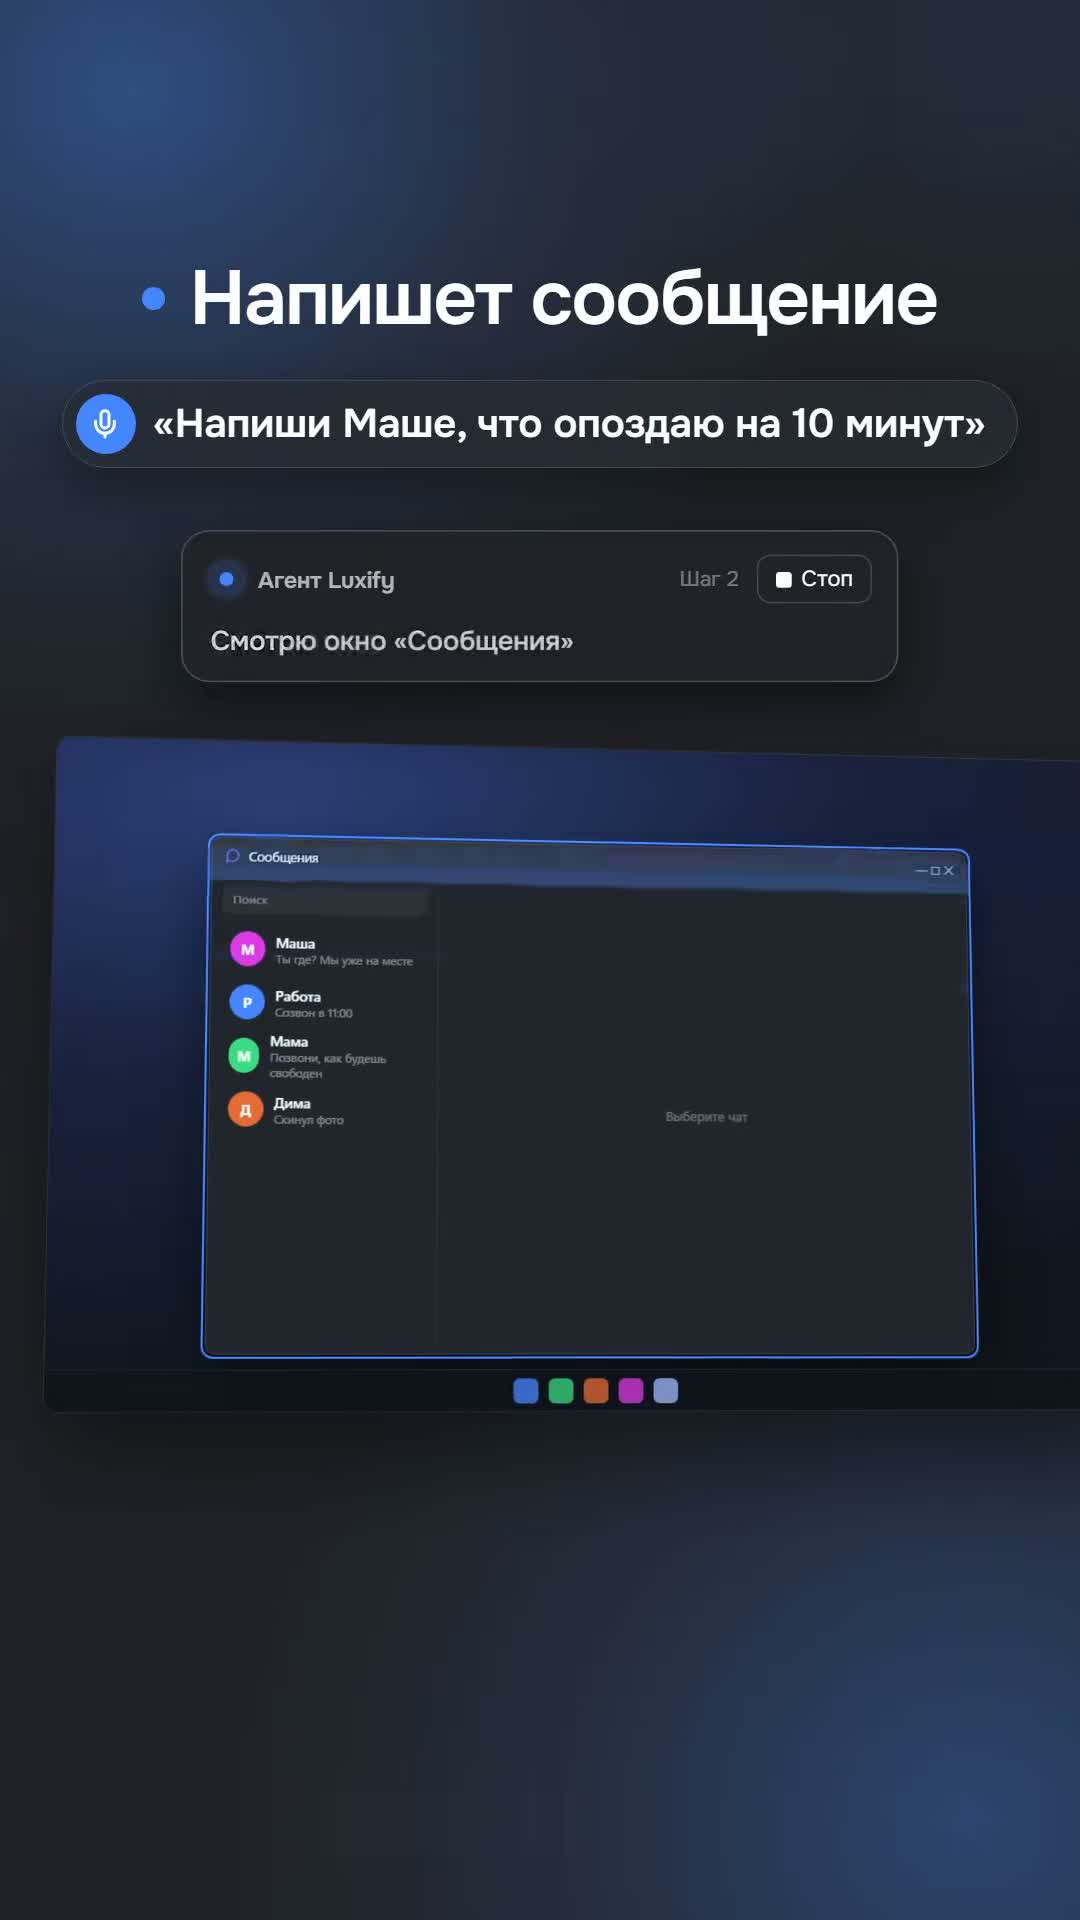 Напишет сообщение
«Напиши Маше, что опоздаю на 10 минут»
Агент Luxify
Шаг 2
Стоп
Смотрю окно «Сообщения»
Сообщения
Поиск
М
Маша
Ты где? Мы уже на месте
Р
Работа
Созвон в 11:00
М
Мама
Позвони, как будешь
свободен
Д
Дима
Скинул фото
Выберите чат